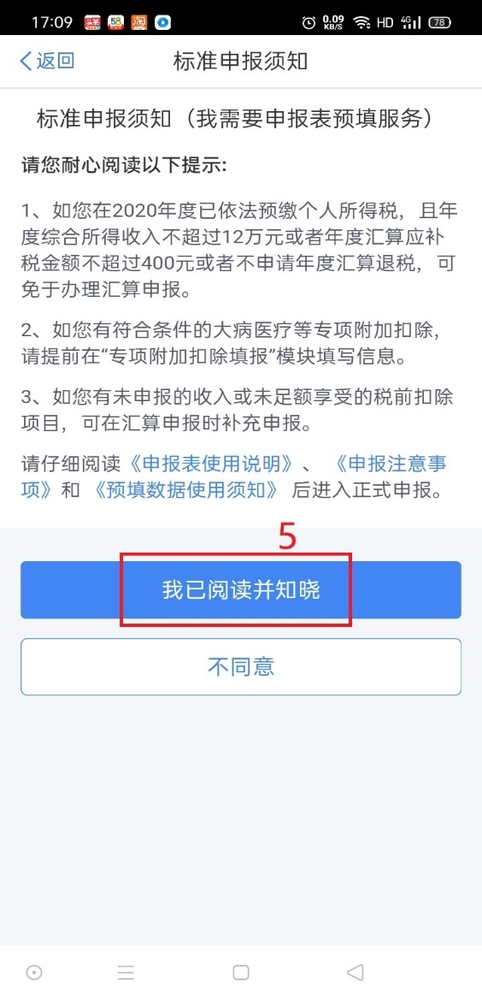 17:09 头条 58 淘 0.09 KB/S HD 4G 78
返回 标准申报须知
标准申报须知（我需要申报表预填服务）
请您耐心阅读以下提示:
1、如您在2020年度已依法预缴个人所得税，且年
度综合所得收入不超过12万元或者年度汇算应补
税金额不超过400元或者不申请年度汇算退税，可
免于办理汇算申报。
2、如您有符合条件的大病医疗等专项附加扣除，
请提前在“专项附加扣除填报”模块填写信息。
3、如您有未申报的收入或未足额享受的税前扣除
项目，可在汇算申报时补充申报。
请仔细阅读《申报表使用说明》、 《申报注意事
项》和 《预填数据使用须知》 后进入正式申报。
5
我已阅读并知晓
不同意